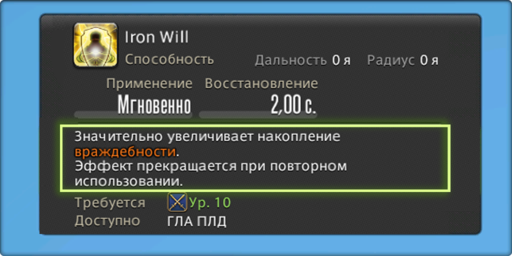 Iron Will
Способность Дальность 0 я Радиус 0 я
Применение Восстановление
Мгновенно 2,00 с.
Значительно увеличивает накопление
враждебности.
Эффект прекращается при повторном
использовании.
Требуется Ур. 10
Доступно ГЛА ПЛД